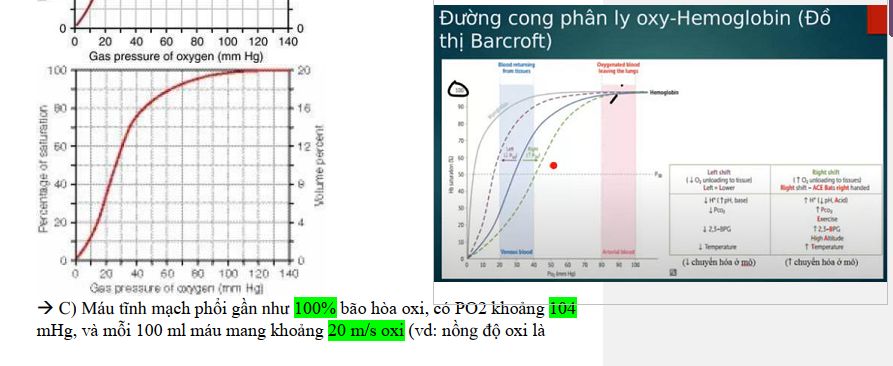 0
0
0 20 40 60 80 100 120 140
Gas pressure of oxygen (mm Hg)
100
80
60
40
20
0
Percentage of saturation
20
16
12
8
4
0
Volume percent
0 20 40 60 80 100 120 140
Gas pressure of oxygen (mm Hg)
Đường cong phân ly oxy-Hemoglobin (Đồ
thị Barcroft)
Blood returning
from tissues
Oxygenated blood
leaving the lungs
100
90
80
70
60
50
40
30
20
10
Hb saturation (%)
Myoglobin
Hemoglobin
Left
Right
P50
Venous blood
Arterial blood
0 10 20 30 40 50 60 70 80 90 100
Po2 (mm Hg)
Left shift
(↓ O2 unloading to tissue)
Left = Lower
Right shift
(↑ O2 unloading to tissues)
Right shift – ACE Bats right handed
↓ H+ (↑ pH, base)
↓ Pco2
↓ 2,3-BPG
↓ Temperature
↑ H+ (↓ pH, Acid)
↑ Pco2
Exercise
↑ 2,3-BPG
High Altitude
↑ Temperature
(↓ chuyển hóa ở mô)
(↑ chuyển hóa ở mô)
→ C) Máu tĩnh mạch phổi gần như 100% bão hòa oxi, có PO2 khoảng 104
mHg, và mỗi 100 ml máu mang khoảng 20 m/s oxi (vd: nồng độ oxi là